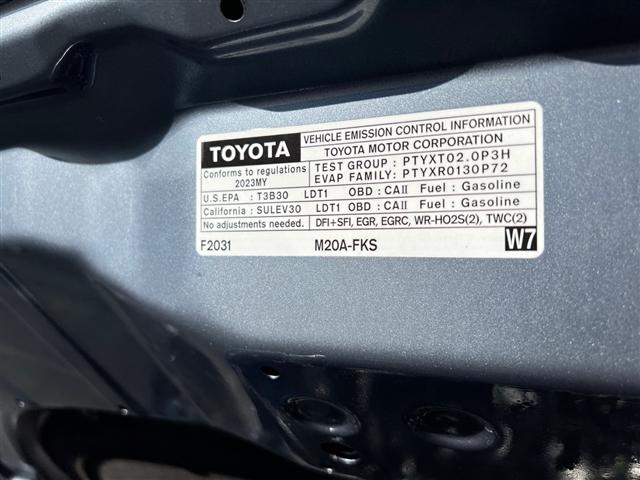 TOYOTA
VEHICLE EMISSION CONTROL INFORMATION
TOYOTA MOTOR CORPORATION
Conforms to regulations
2023MY
TEST GROUP : PTYXT02.0P3H
EVAP FAMILY: PTYXR0130P72
U.S.EPA : T3B30 LDT1 OBD : CAII Fuel : Gasoline
California : SULEV30 LDT1 OBD : CAII Fuel : Gasoline
No adjustments needed. DFI+SFI, EGR, EGRC, WR-HO2S(2), TWC(2)
F2031 M20A-FKS W7